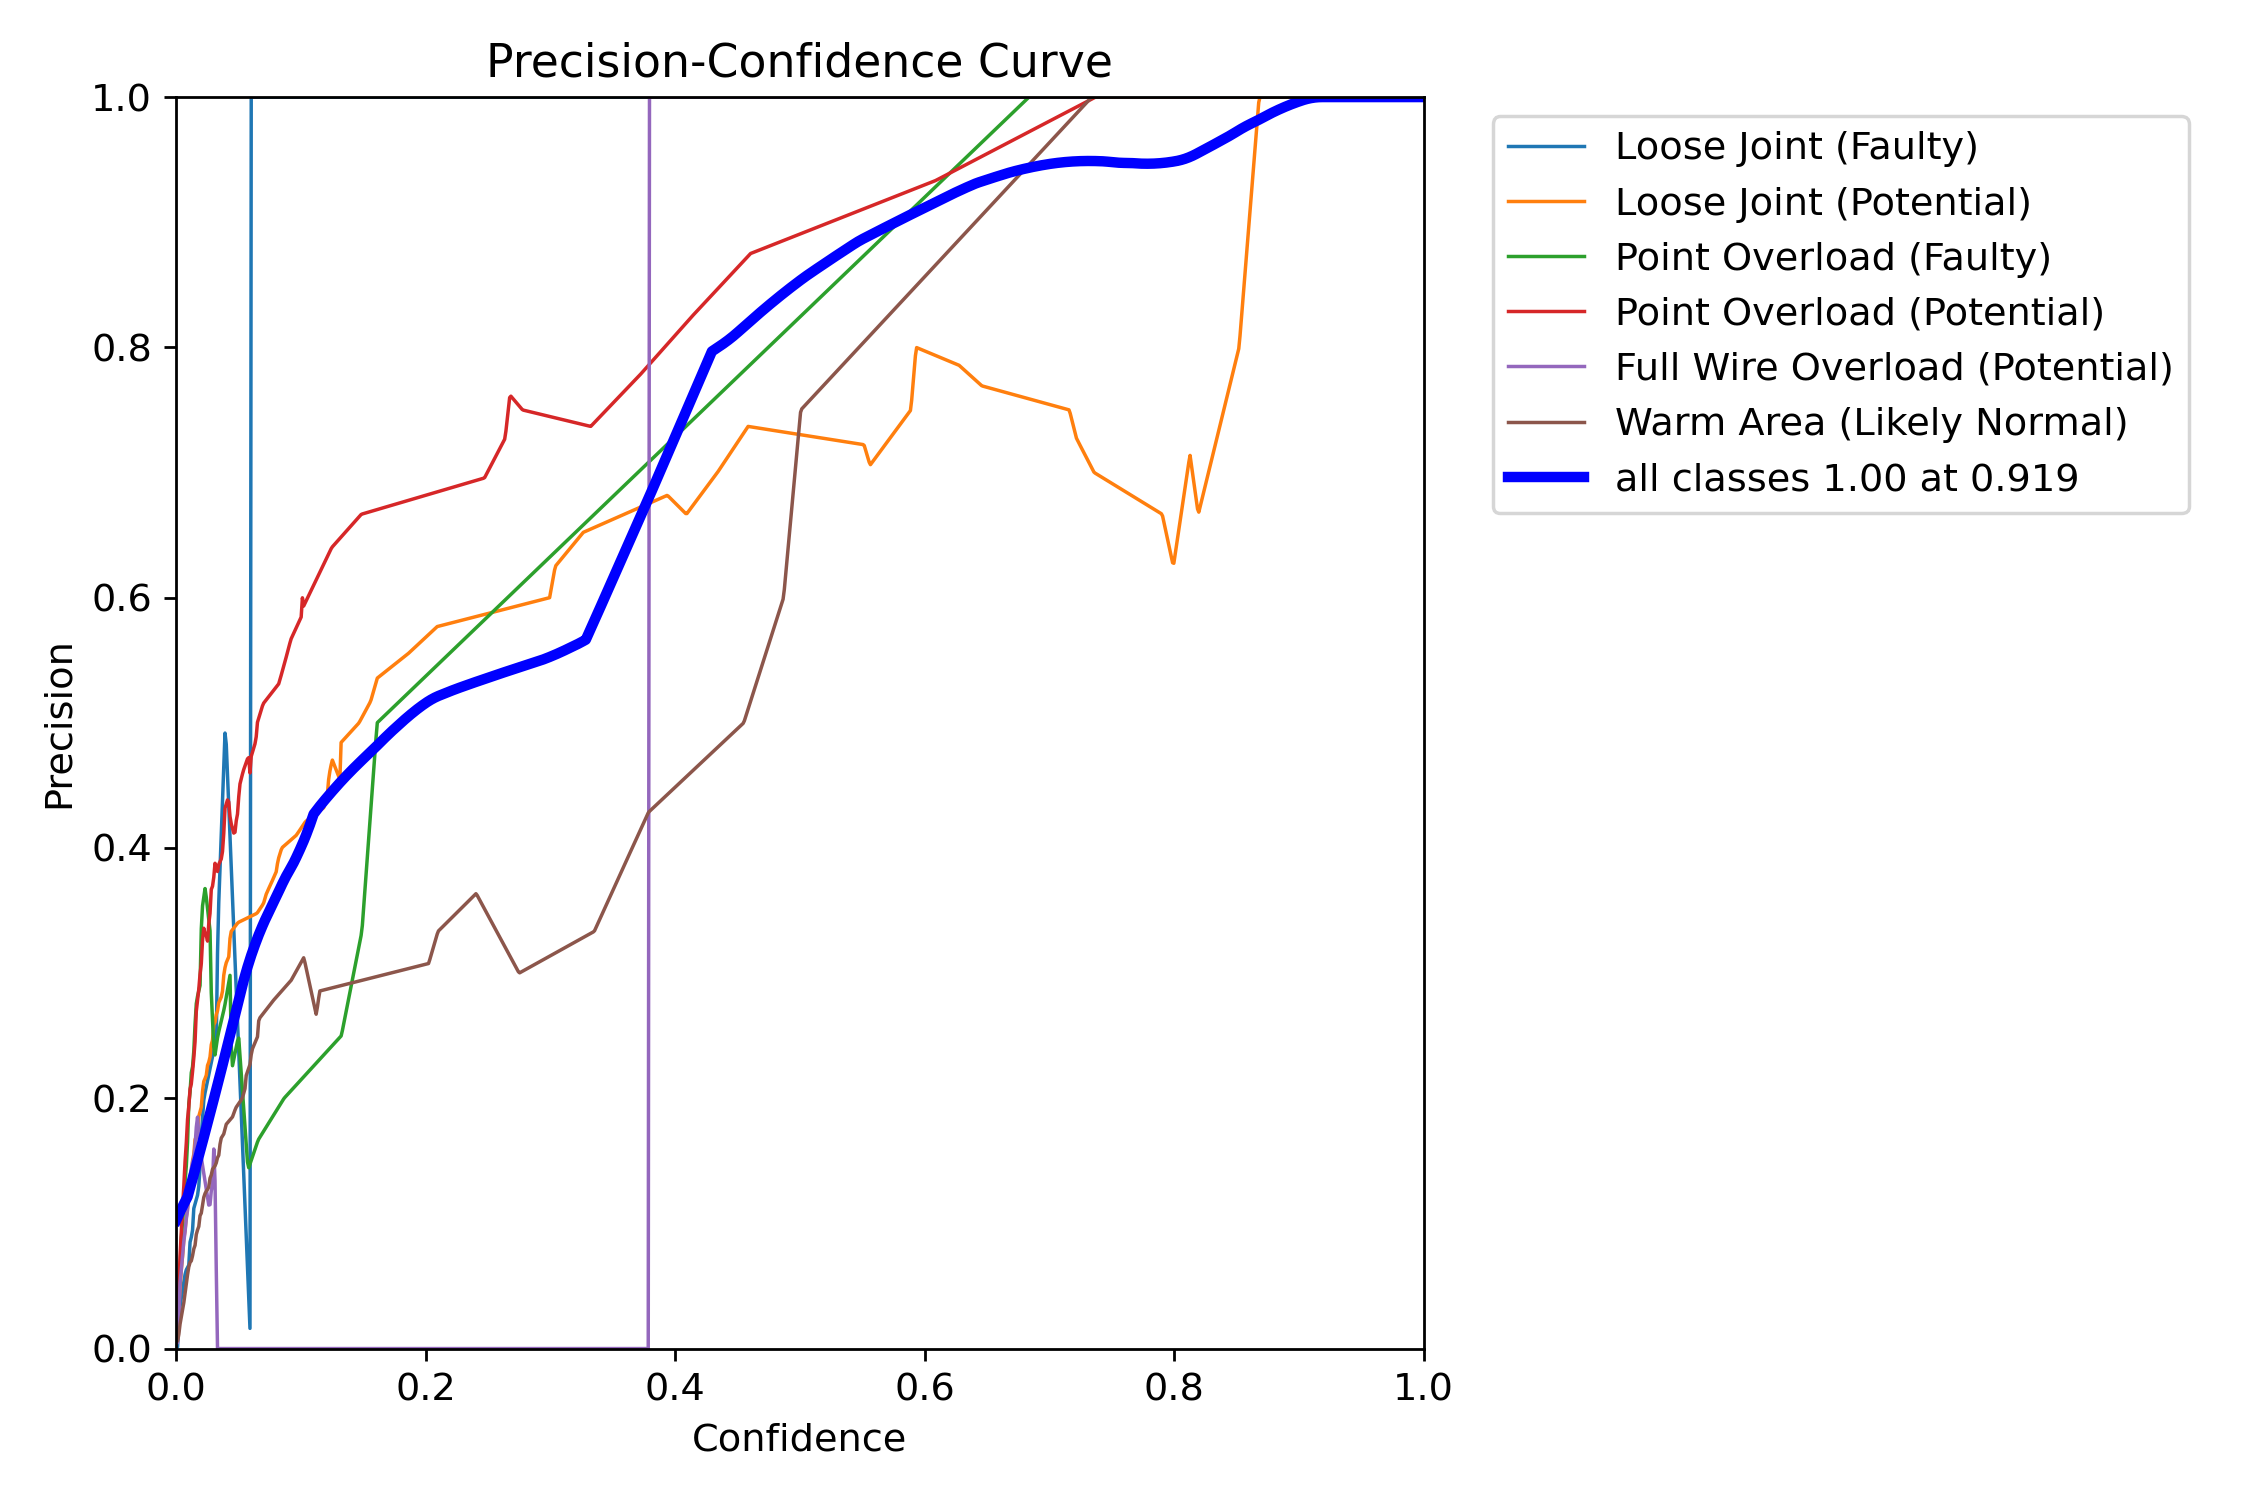 Precision-Confidence Curve
1.0
0.8
0.6
0.4
0.2
0.0
Precision
0.0 0.2 0.4 0.6 0.8 1.0
Confidence
Loose Joint (Faulty)
Loose Joint (Potential)
Point Overload (Faulty)
Point Overload (Potential)
Full Wire Overload (Potential)
Warm Area (Likely Normal)
all classes 1.00 at 0.919